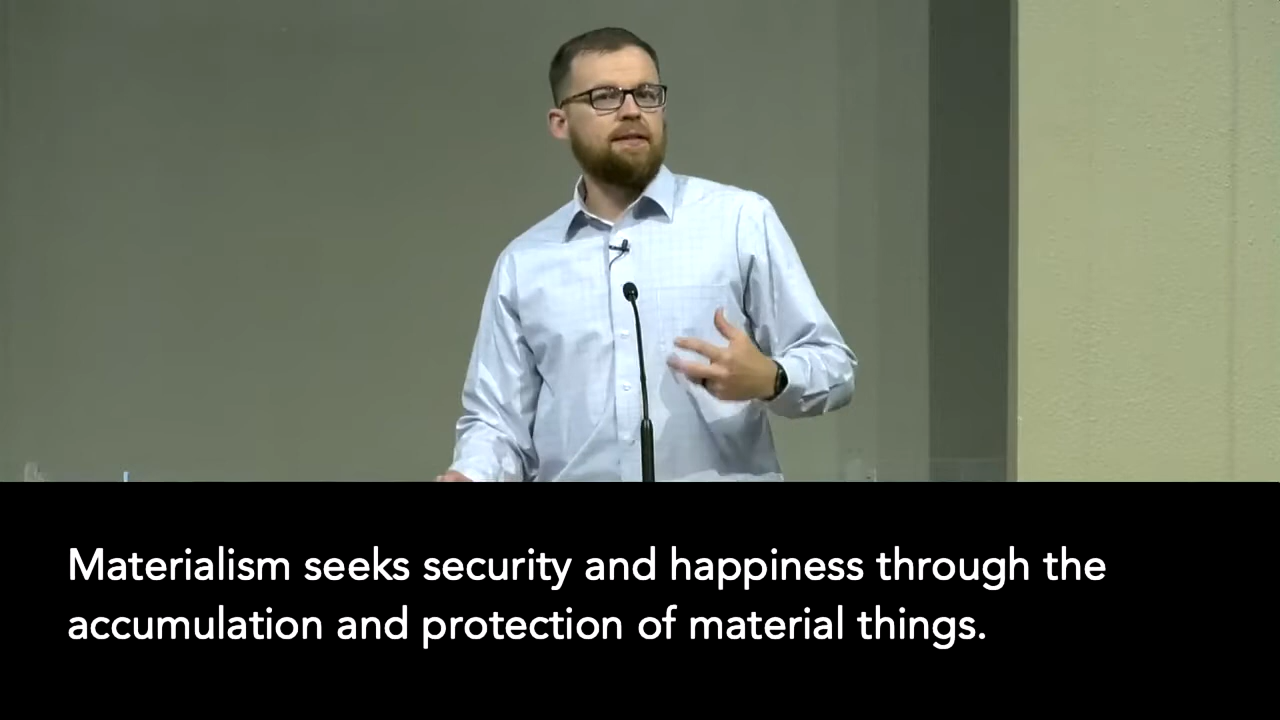 Materialism seeks security and happiness through the
accumulation and protection of material things.